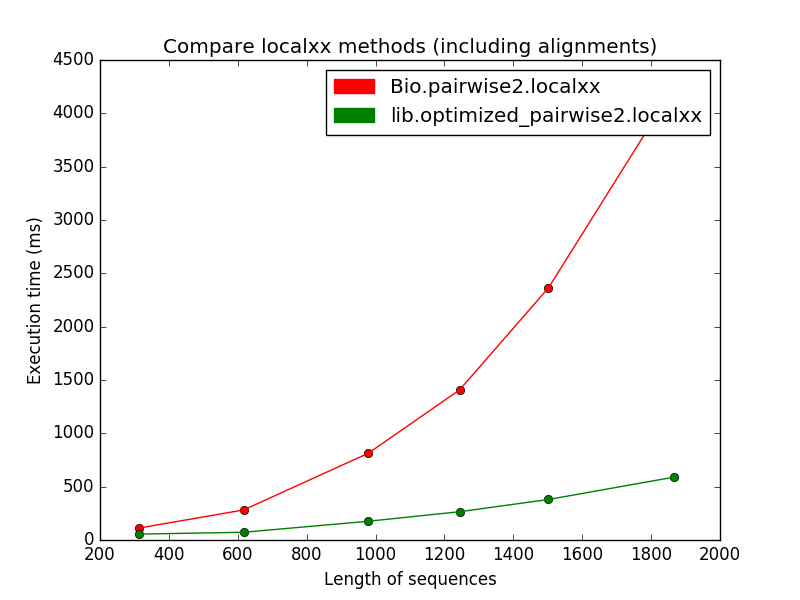 Compare localxx methods (including alignments)
Bio.pairwise2.localxx
lib.optimized_pairwise2.localxx
Execution time (ms)
4500
4000
3500
3000
2500
2000
1500
1000
500
0
200 400 600 800 1000 1200 1400 1600 1800 2000
Length of sequences